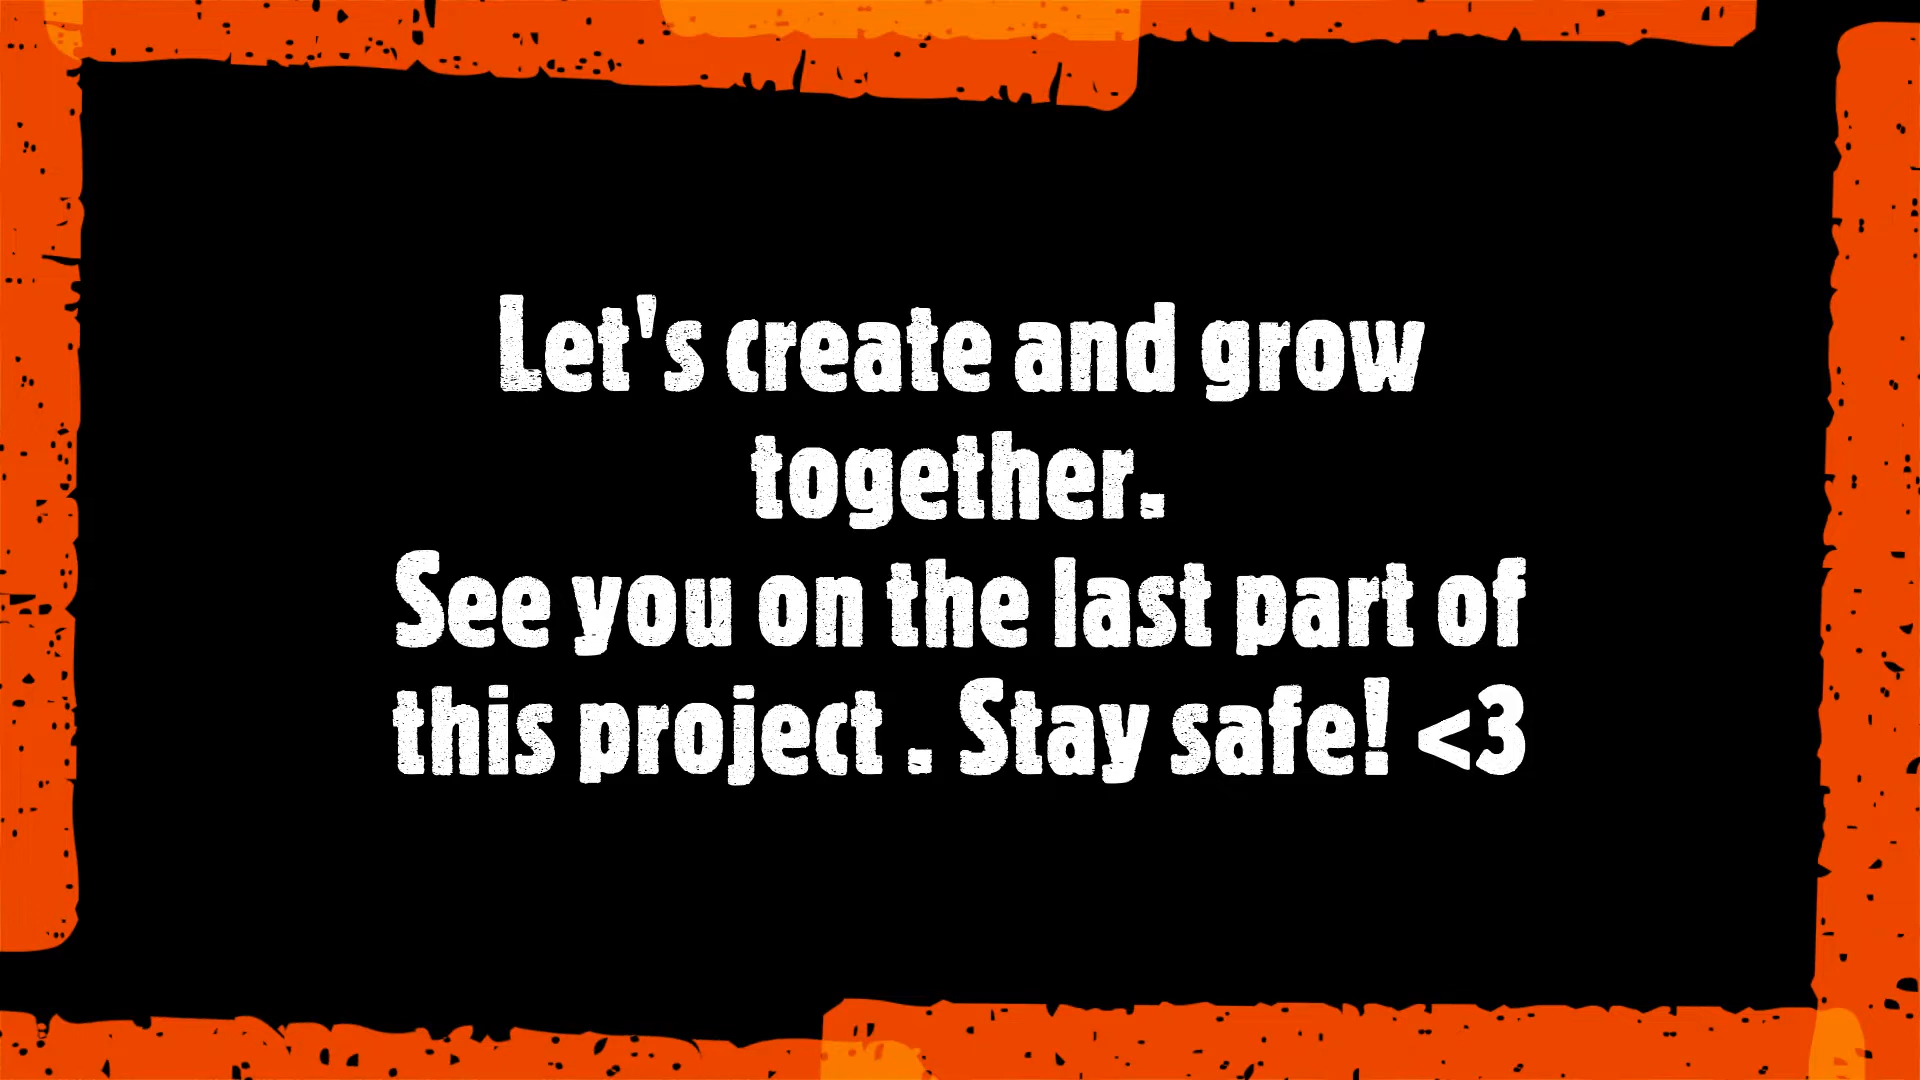 Let's create and grow
together.
See you on the last part of
this project . Stay safe! <3